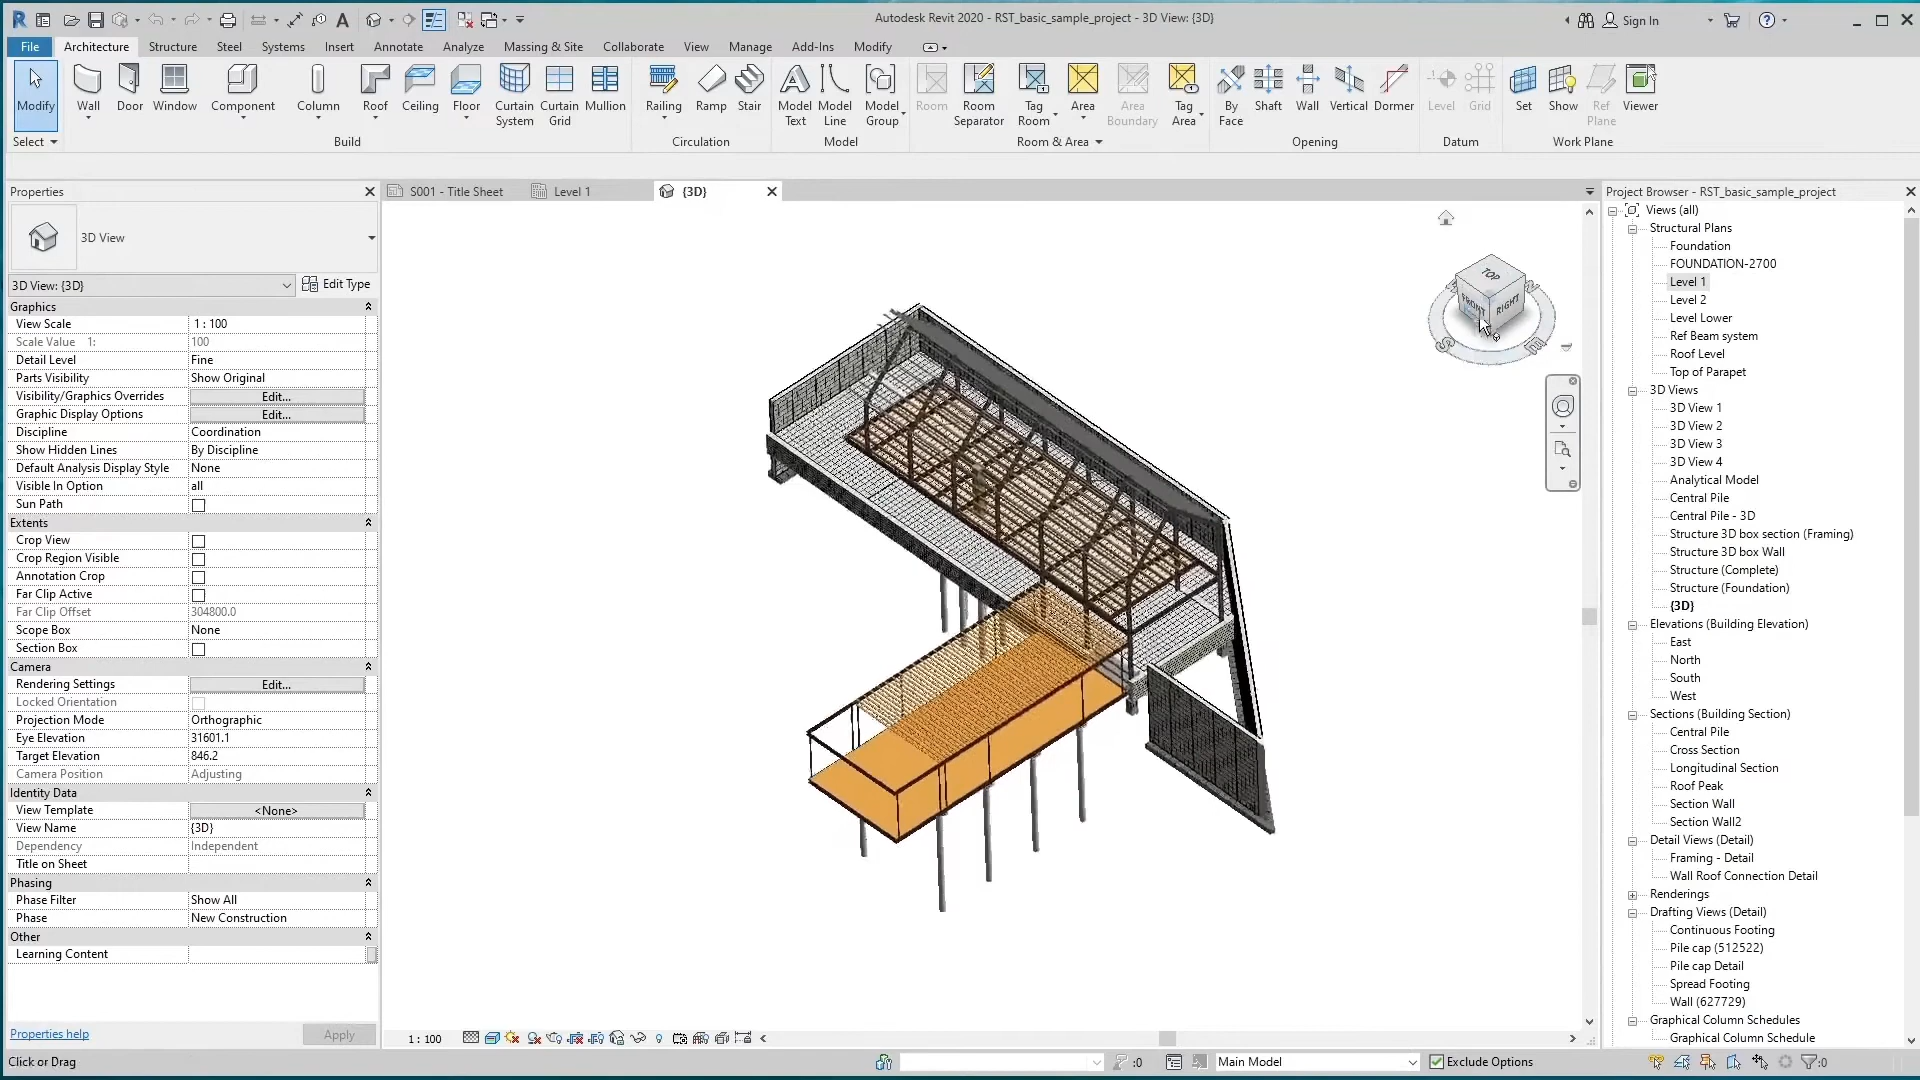 Autodesk Revit 2020 - RST_basic_sample_project - 3D View: {3D}
Sign In
File Architecture Structure Steel Systems Insert Annotate Analyze Massing & Site Collaborate View Manage Add-Ins Modify
Modify Wall Door Window Component Column Roof Ceiling Floor Curtain System Curtain Grid Mullion Railing Ramp Stair Model Text Model Line Model Group Room Room Separator Tag Room Area Area Boundary Tag Area By Face Shaft Wall Vertical Dormer Level Grid Set Show Ref Plane Viewer
Select Build Circulation Model Room & Area Opening Datum Work Plane
Properties
3D View
3D View: {3D} Edit Type
Graphics
View Scale 1 : 100
Scale Value 1: 100
Detail Level Fine
Parts Visibility Show Original
Visibility/Graphics Overrides Edit...
Graphic Display Options Edit...
Discipline Coordination
Show Hidden Lines By Discipline
Default Analysis Display Style None
Visible In Option all
Sun Path
Extents
Crop View
Crop Region Visible
Annotation Crop
Far Clip Active
Far Clip Offset 304800.0
Scope Box None
Section Box
Camera
Rendering Settings Edit...
Locked Orientation
Projection Mode Orthographic
Eye Elevation 31601.1
Target Elevation 846.2
Camera Position Adjusting
Identity Data
View Template <None>
View Name {3D}
Dependency Independent
Title on Sheet
Phasing
Phase Filter Show All
Phase New Construction
Other
Learning Content
Properties help Apply
S001 - Title Sheet Level 1 {3D}
TOP
FRONT RIGHT
S E
Project Browser - RST_basic_sample_project
Views (all)
Structural Plans
Foundation
FOUNDATION-2700
Level 1
Level 2
Level Lower
Ref Beam system
Roof Level
Top of Parapet
3D Views
3D View 1
3D View 2
3D View 3
3D View 4
Analytical Model
Central Pile
Central Pile - 3D
Structure 3D box section (Framing)
Structure 3D box Wall
Structure (Complete)
Structure (Foundation)
{3D}
Elevations (Building Elevation)
East
North
South
West
Sections (Building Section)
Central Pile
Cross Section
Longitudinal Section
Roof Peak
Section Wall
Section Wall2
Detail Views (Detail)
Framing - Detail
Wall Roof Connection Detail
Renderings
Drafting Views (Detail)
Continuous Footing
Pile cap (512522)
Pile cap Detail
Spread Footing
Wall (627729)
Graphical Column Schedules
Graphical Column Schedule
1 : 100
Click or Drag :0 Main Model Exclude Options :0